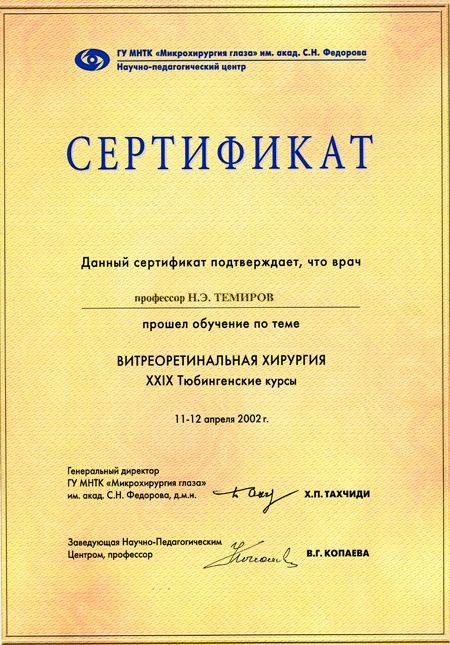 ГУ МНТК «Микрохирургия глаза» им. акад. С.Н. Федорова
Научно-педагогический центр
СЕРТИФИКАТ
Данный сертификат подтверждает, что врач
профессор Н.Э. ТЕМИРОВ
прошел обучение по теме
ВИТРЕОРЕТИНАЛЬНАЯ ХИРУРГИЯ
XXIX Тюбингенские курсы
11-12 апреля 2002 г.
Генеральный директор
ГУ МНТК «Микрохирургия глаза»
им. акад. С.Н. Федорова, д.м.н.
Х.П. ТАХЧИДИ
Заведующая Научно-Педагогическим
Центром, профессор
В.Г. КОПАЕВА